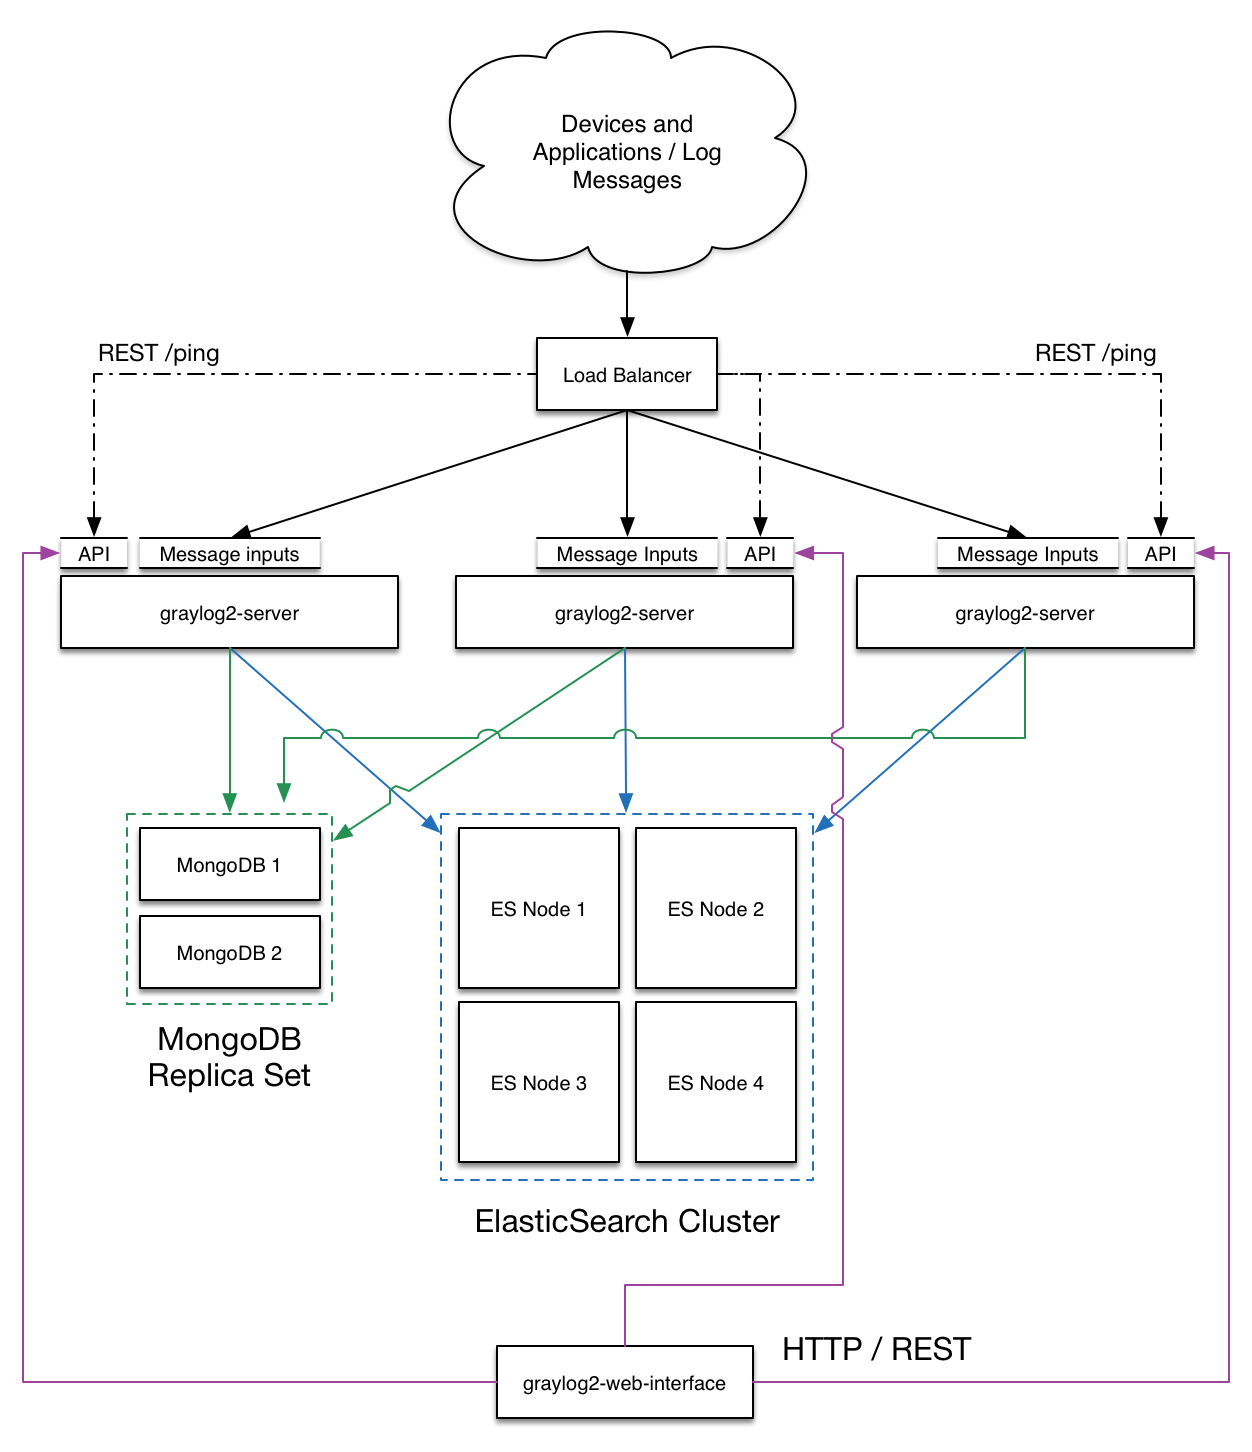 Devices and
Applications / Log
Messages
REST /ping
REST /ping
Load Balancer
API
Message inputs
Message Inputs
API
Message Inputs
API
graylog2-server
graylog2-server
graylog2-server
MongoDB 1
MongoDB 2
ES Node 1
ES Node 2
MongoDB
Replica Set
ES Node 3
ES Node 4
ElasticSearch Cluster
HTTP / REST
graylog2-web-interface